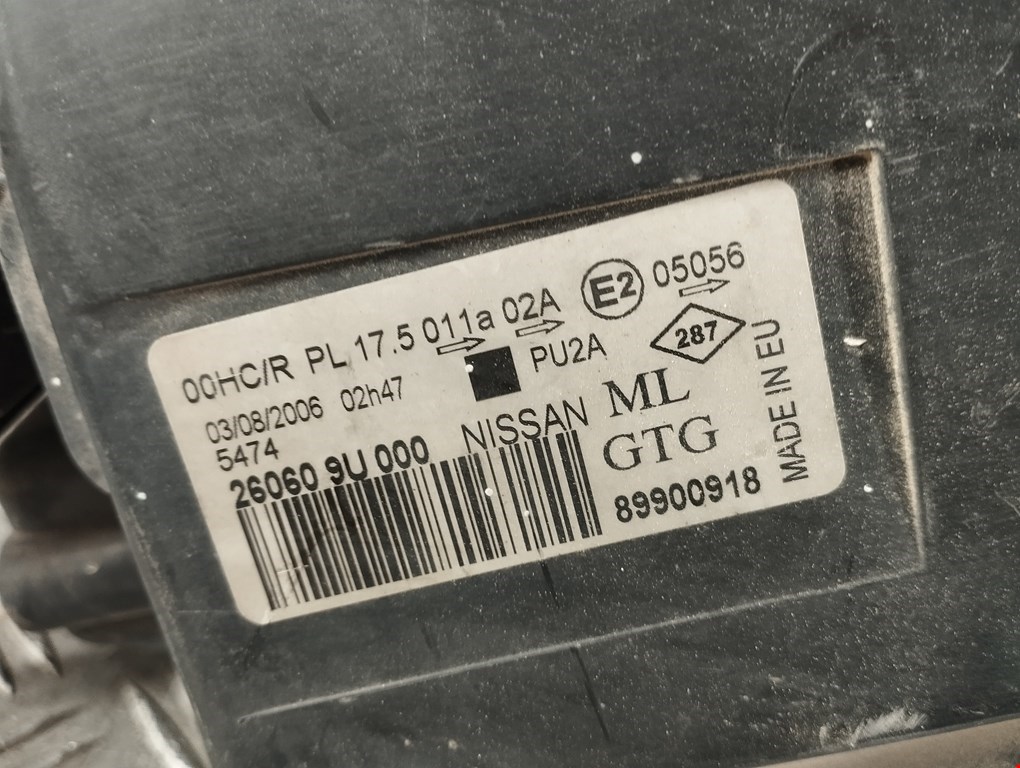 00HC/R PL 17.5 011a 02A E2 05056
03/08/2006 02h47 PU2A 287
5474
26060 9U 000 NISSAN ML
GTG
89900918
MADE IN EU